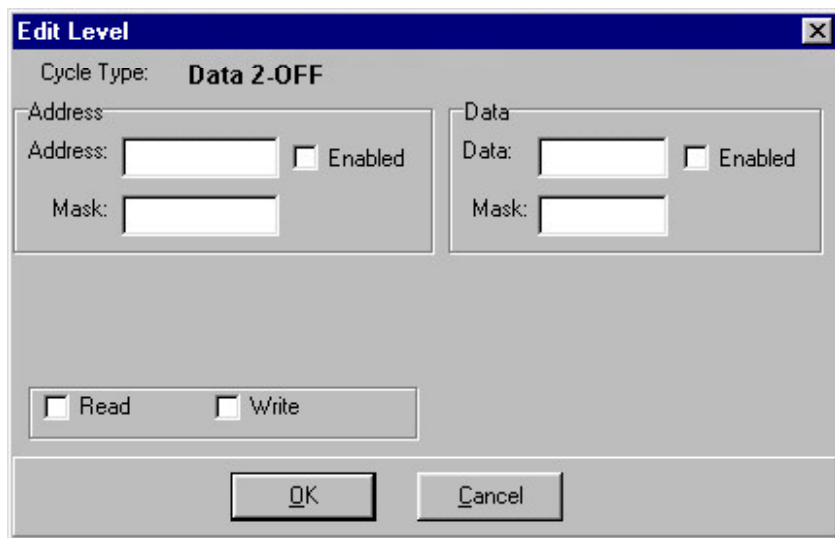 Edit Level
Cycle Type: Data 2-OFF
Address
Address: Enabled
Mask:
Data
Data: Enabled
Mask:
Read Write
OK Cancel